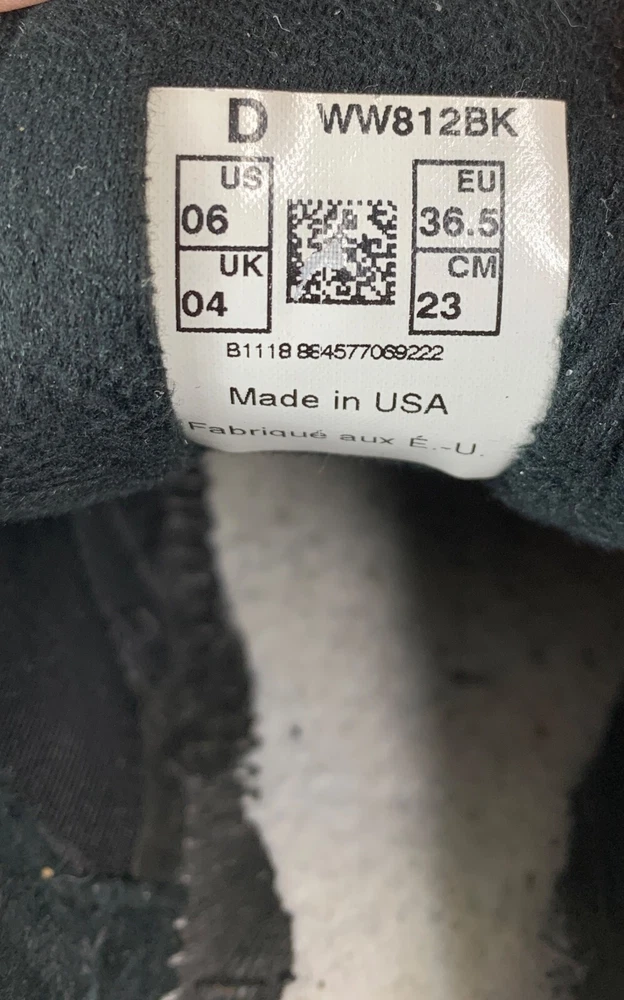 D WW812BK
US EU
06 36.5
UK CM
04 23
B1118 884577069222
Made in USA
Fabriqué aux É.-U.